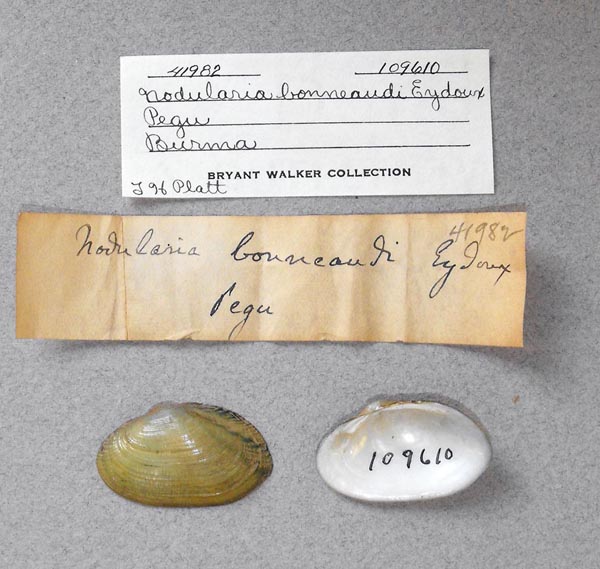 41982 109610
Nodularia bonneaudi Eydoux
Pegu
Burma
BRYANT WALKER COLLECTION
J H Platt
41982
Nodularia bonneaudi Eydoux
Pegu
109610